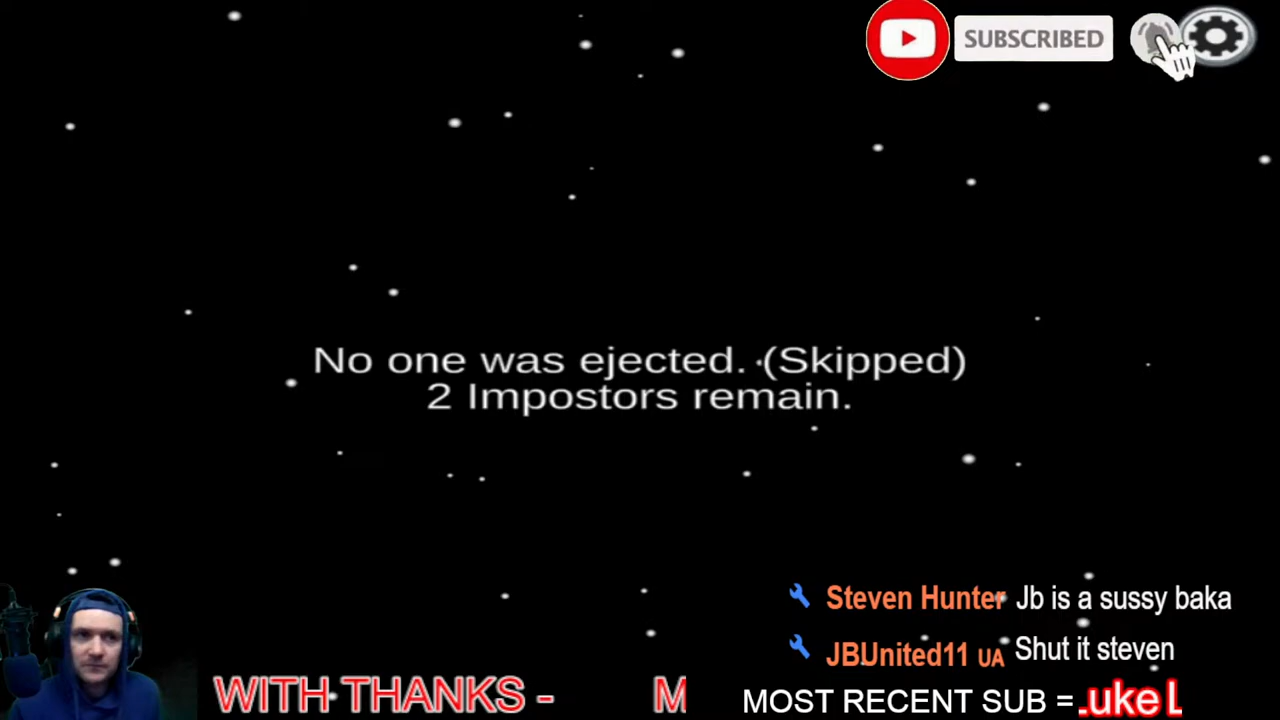 SUBSCRIBED
No one was ejected. (Skipped)
2 Impostors remain.
Steven Hunter Jb is a sussy baka
JBUnited11 UA Shut it steven
WITH THANKS - M
MOST RECENT SUB = uke L